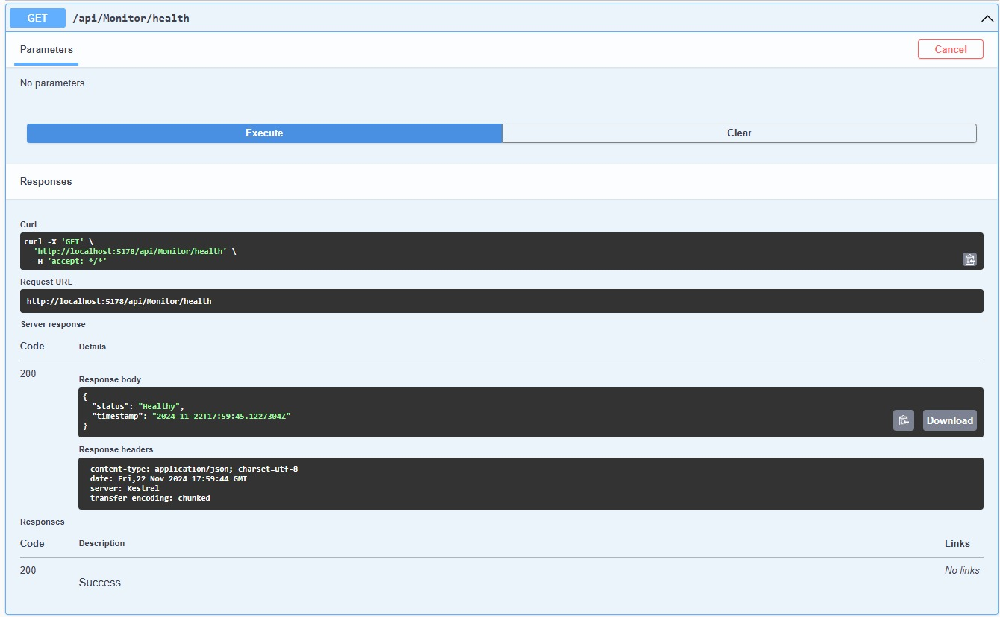 GET /api/Monitor/health
Parameters
Cancel
No parameters
Execute
Clear
Responses
Curl
curl -X 'GET' \
  'http://localhost:5178/api/Monitor/health' \
  -H 'accept: */*'
Request URL
http://localhost:5178/api/Monitor/health
Server response
Code Details
200
Response body
{
  "status": "Healthy",
  "timestamp": "2024-11-22T17:59:45.1227304Z"
}
Download
Response headers
content-type: application/json; charset=utf-8
date: Fri,22 Nov 2024 17:59:44 GMT
server: Kestrel
transfer-encoding: chunked
Responses
Code Description Links
200 No links
Success